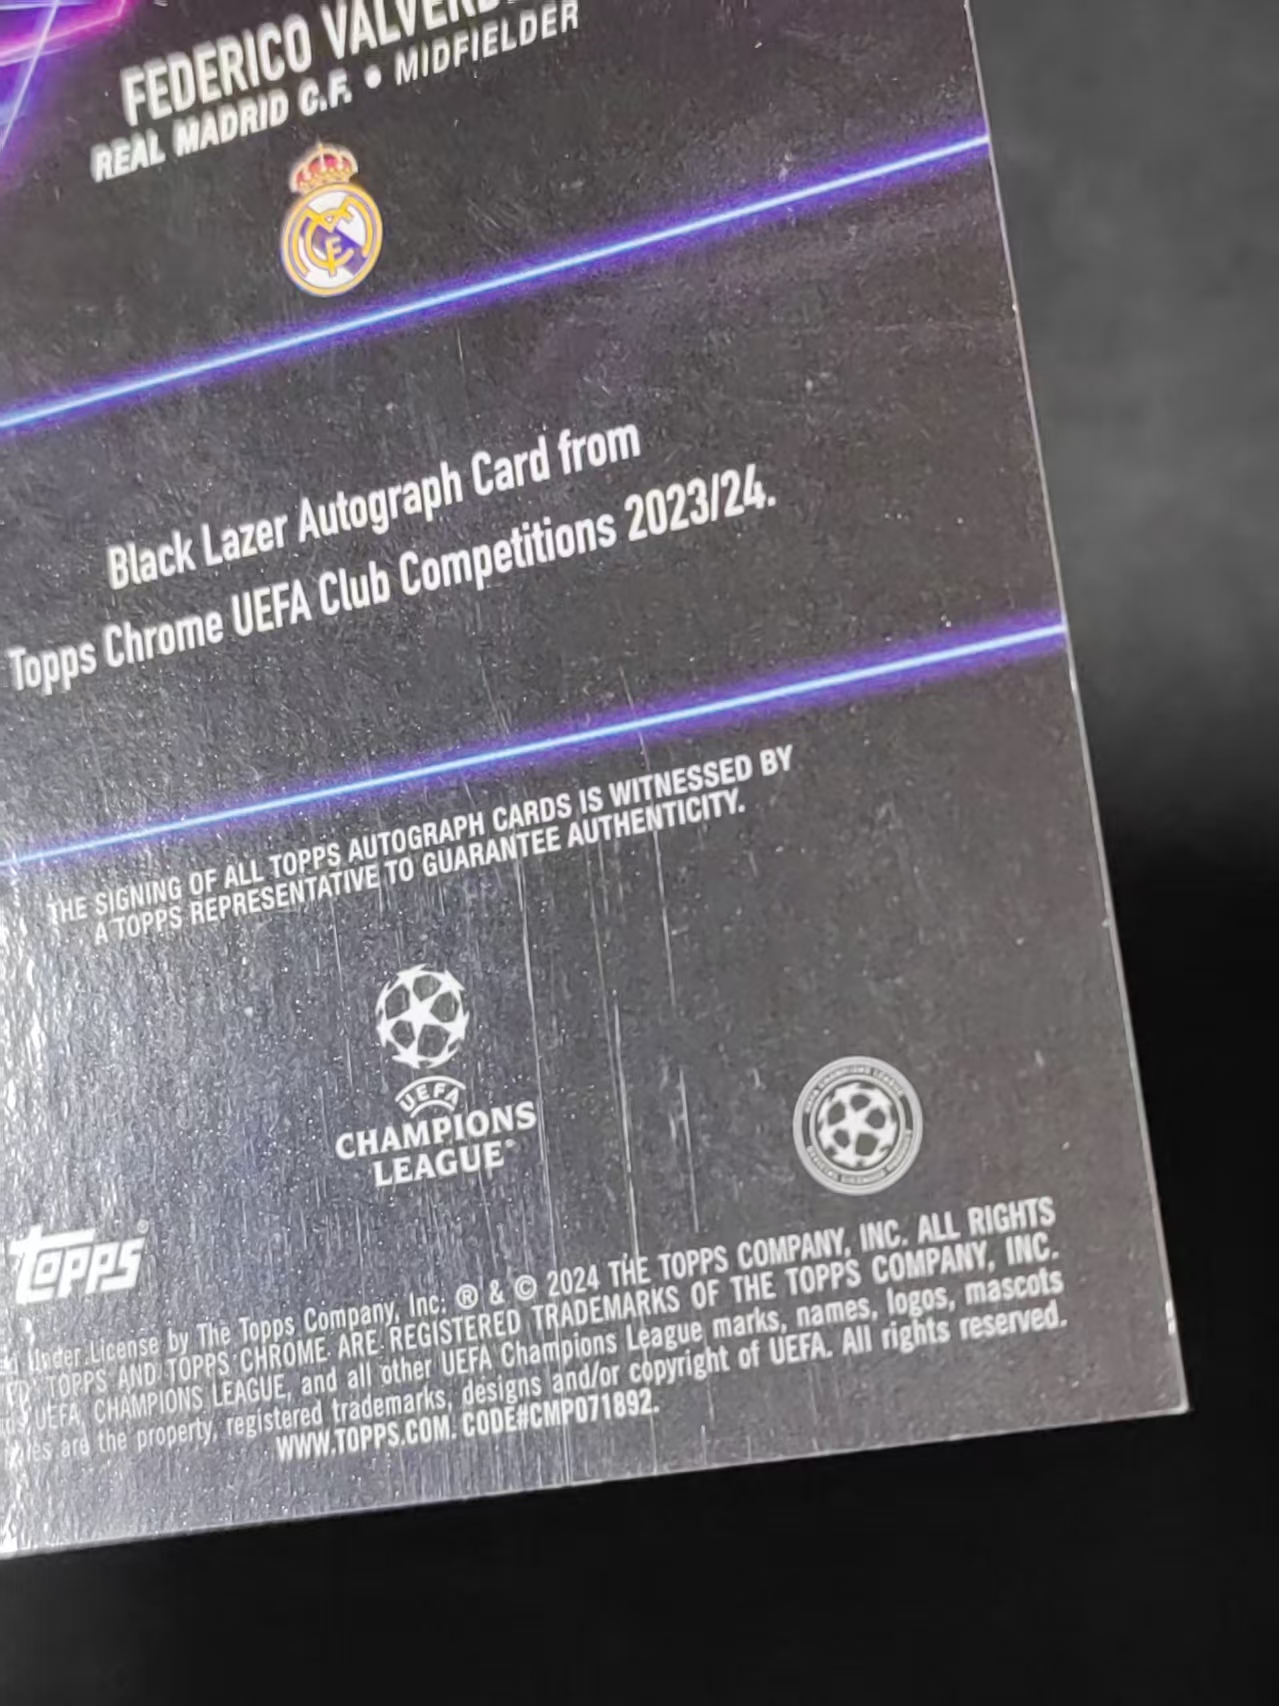 FEDERICO VALVERD
REAL MADRID C.F. • MIDFIELDER
Black Lazer Autograph Card from
Topps Chrome UEFA Club Competitions 2023/24.
THE SIGNING OF ALL TOPPS AUTOGRAPH CARDS IS WITNESSED BY
A TOPPS REPRESENTATIVE TO GUARANTEE AUTHENTICITY.
UEFA
CHAMPIONS
LEAGUE
topps®
Under License by The Topps Company, Inc. ® & © 2024 THE TOPPS COMPANY, INC. ALL RIGHTS
TOPPS AND TOPPS CHROME ARE REGISTERED TRADEMARKS OF THE TOPPS COMPANY, INC.
UEFA CHAMPIONS LEAGUE, and all other UEFA Champions League marks, names, logos, mascots
are the property, registered trademarks, designs and/or copyright of UEFA. All rights reserved.
WWW.TOPPS.COM. CODE#CMP071892.